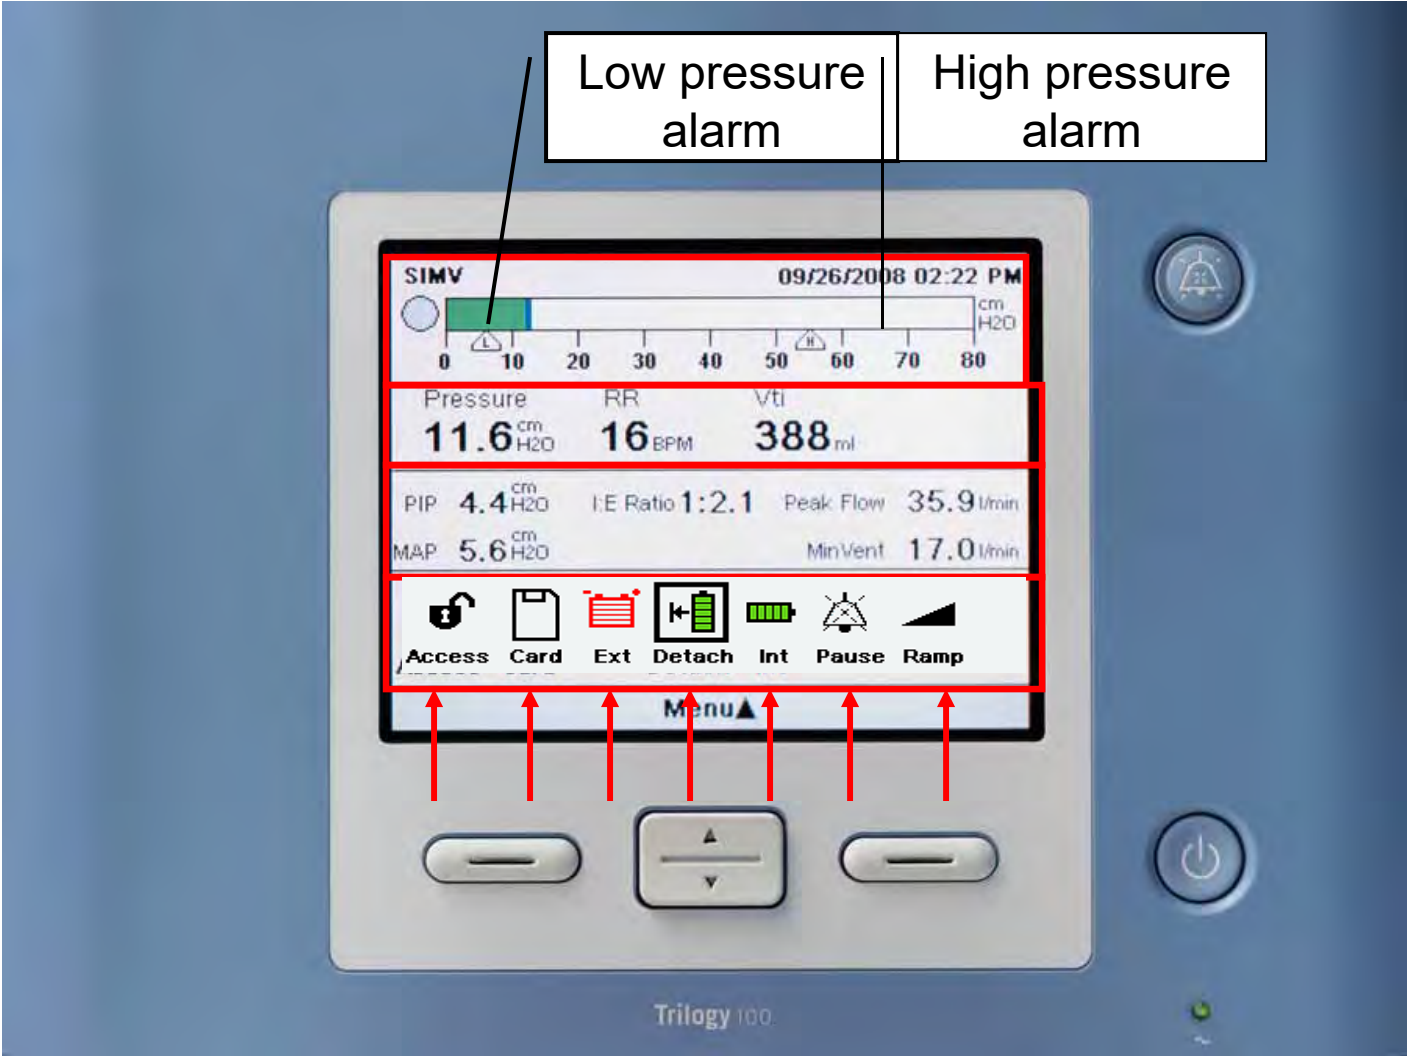 Low pressure
alarm
High pressure
alarm
SIMV 09/26/2008 02:22 PM
cm
H2O
L H
0 10 20 30 40 50 60 70 80
Pressure RR Vti
11.6 cm H2O 16 BPM 388 ml
PIP 4.4 cm H2O I:E Ratio 1:2.1 Peak Flow 35.9 l/min
MAP 5.6 cm H2O MinVent 17.0 l/min
Access Card Ext Detach Int Pause Ramp
Menu
Trilogy 100